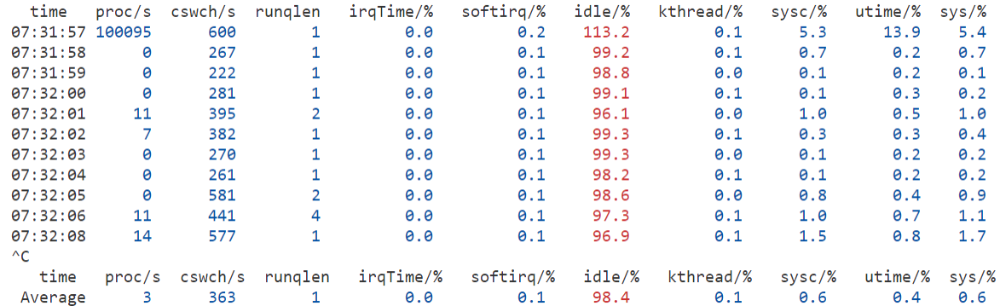 time proc/s cswch/s runqlen irqTime/% softirq/% idle/% kthread/% sysc/% utime/% sys/%
07:31:57 100095 600 1 0.0 0.2 113.2 0.1 5.3 13.9 5.4
07:31:58 0 267 1 0.0 0.1 99.2 0.1 0.7 0.2 0.7
07:31:59 0 222 1 0.0 0.1 98.8 0.0 0.1 0.2 0.1
07:32:00 0 281 1 0.0 0.1 99.1 0.1 0.1 0.3 0.2
07:32:01 11 395 2 0.0 0.1 96.1 0.0 1.0 0.5 1.0
07:32:02 7 382 1 0.0 0.1 99.3 0.1 0.3 0.3 0.4
07:32:03 0 270 1 0.0 0.1 99.3 0.0 0.1 0.2 0.2
07:32:04 0 261 1 0.0 0.1 98.2 0.1 0.1 0.2 0.2
07:32:05 0 581 2 0.0 0.1 98.6 0.0 0.8 0.4 0.9
07:32:06 11 441 4 0.0 0.1 97.3 0.1 1.0 0.7 1.1
07:32:08 14 577 1 0.0 0.1 96.9 0.1 1.5 0.8 1.7
^C
time proc/s cswch/s runqlen irqTime/% softirq/% idle/% kthread/% sysc/% utime/% sys/%
Average 3 363 1 0.0 0.1 98.4 0.1 0.6 0.4 0.6